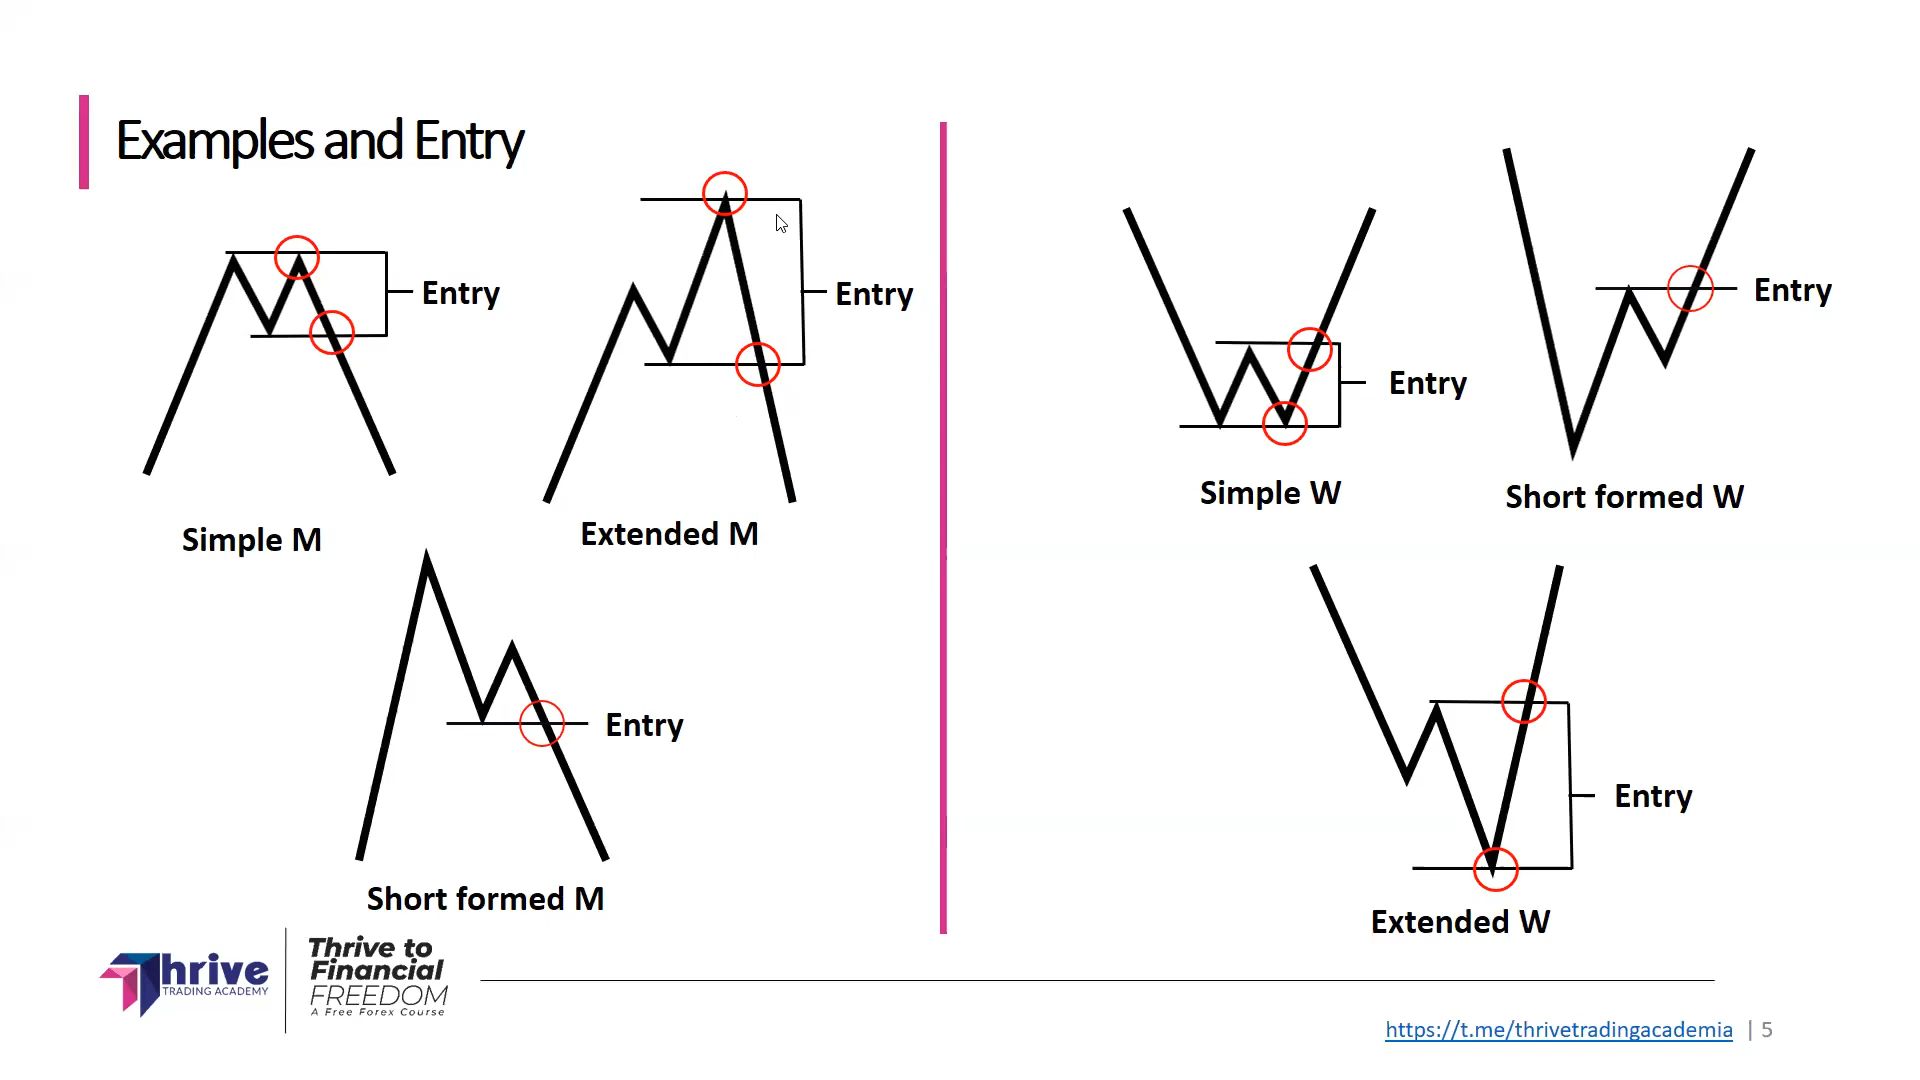 Examples and Entry
Entry
Simple M
Entry
Extended M
Entry
Short formed M
Entry
Simple W
Entry
Short formed W
Entry
Extended W
Thrive
TRADING ACADEMY
Thrive to
Financial
FREEDOM
A Free Forex Course
https://t.me/thrivetradingacademia | 5